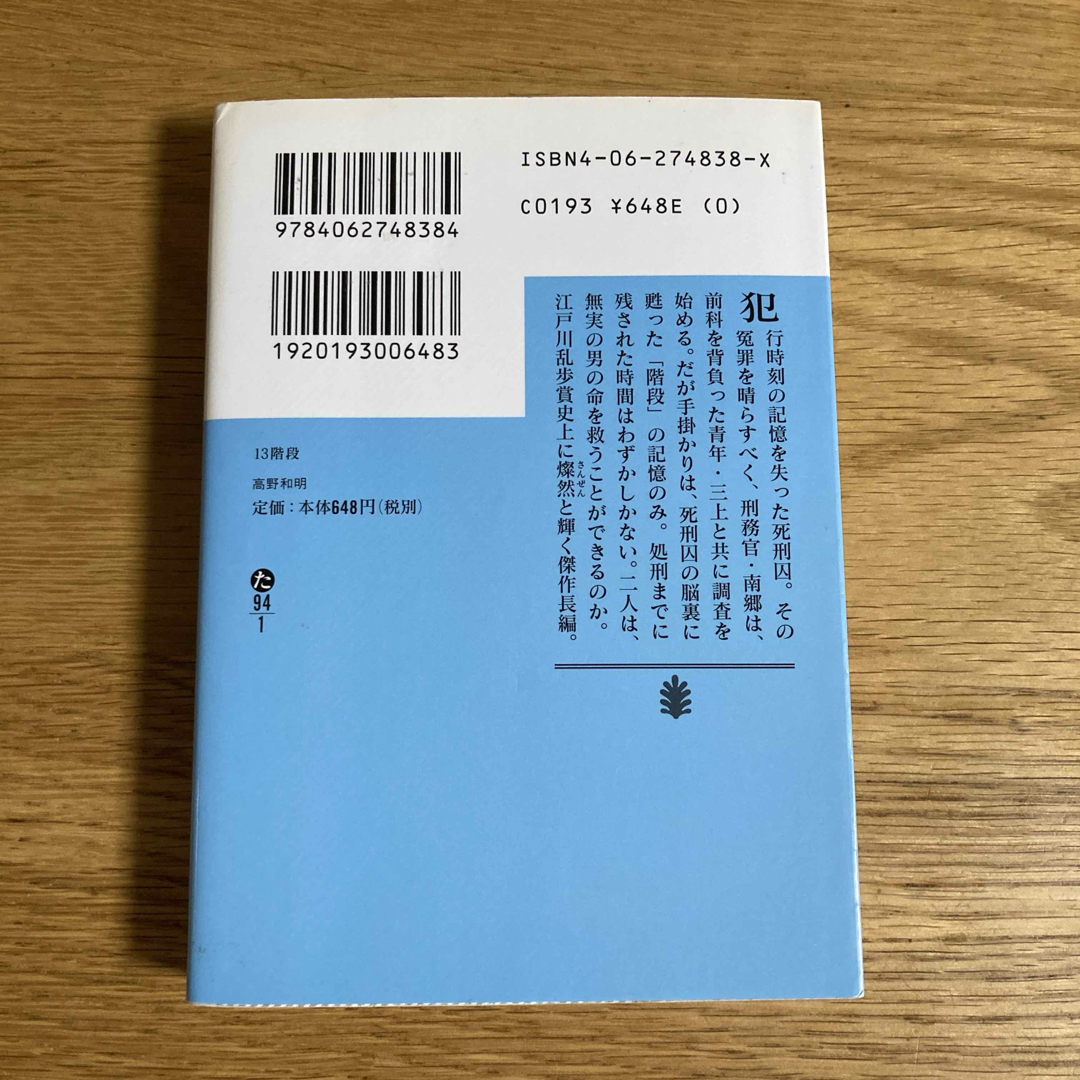 9784062748384
ISBN4-06-274838-X
C0193 ¥648E (0)
1920193006483
犯行時刻の記憶を失った死刑囚。その
冤罪を晴らすべく、刑務官・南郷は、
前科を背負った青年・三上と共に調査を
始める。だが手掛かりは、死刑囚の脳裏に
甦った「階段」の記憶のみ。処刑までに
残された時間はわずかしかない。二人は、
無実の男の命を救うことができるのか。
江戸川乱歩賞史上に燦然と輝く傑作長編。
さんぜん
13階段
高野和明
定価：本体648円(税別)
た
94
1